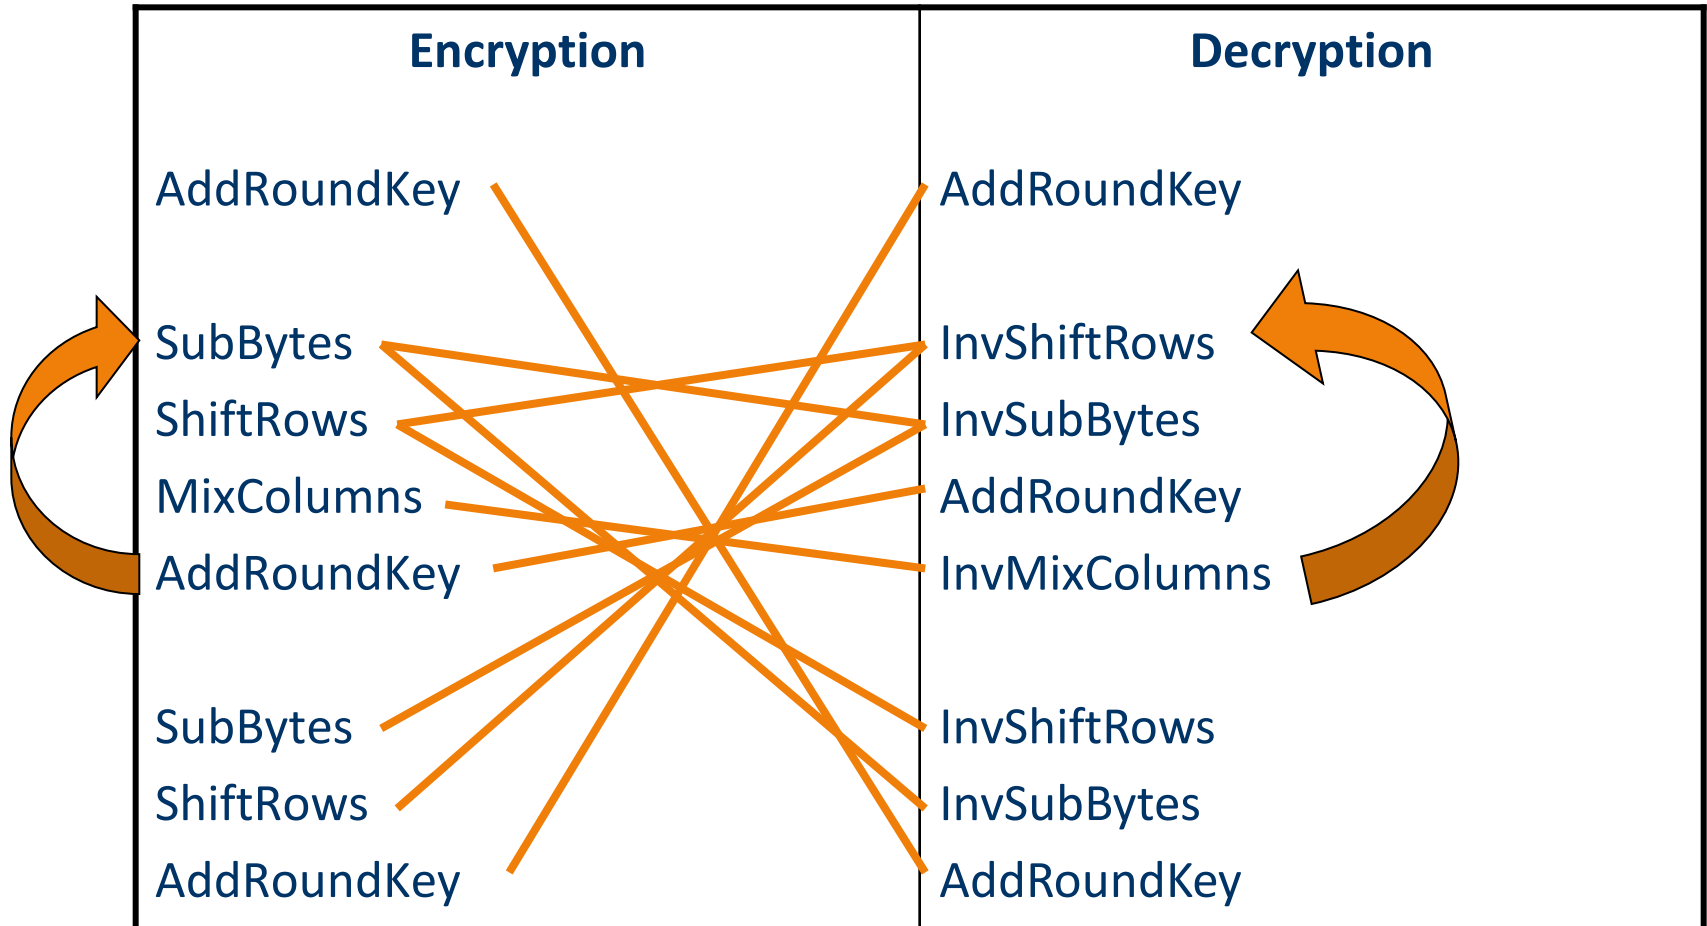 Encryption
AddRoundKey
SubBytes
ShiftRows
MixColumns
AddRoundKey
SubBytes
ShiftRows
AddRoundKey
Decryption
AddRoundKey
InvShiftRows
InvSubBytes
AddRoundKey
InvMixColumns
InvShiftRows
InvSubBytes
AddRoundKey